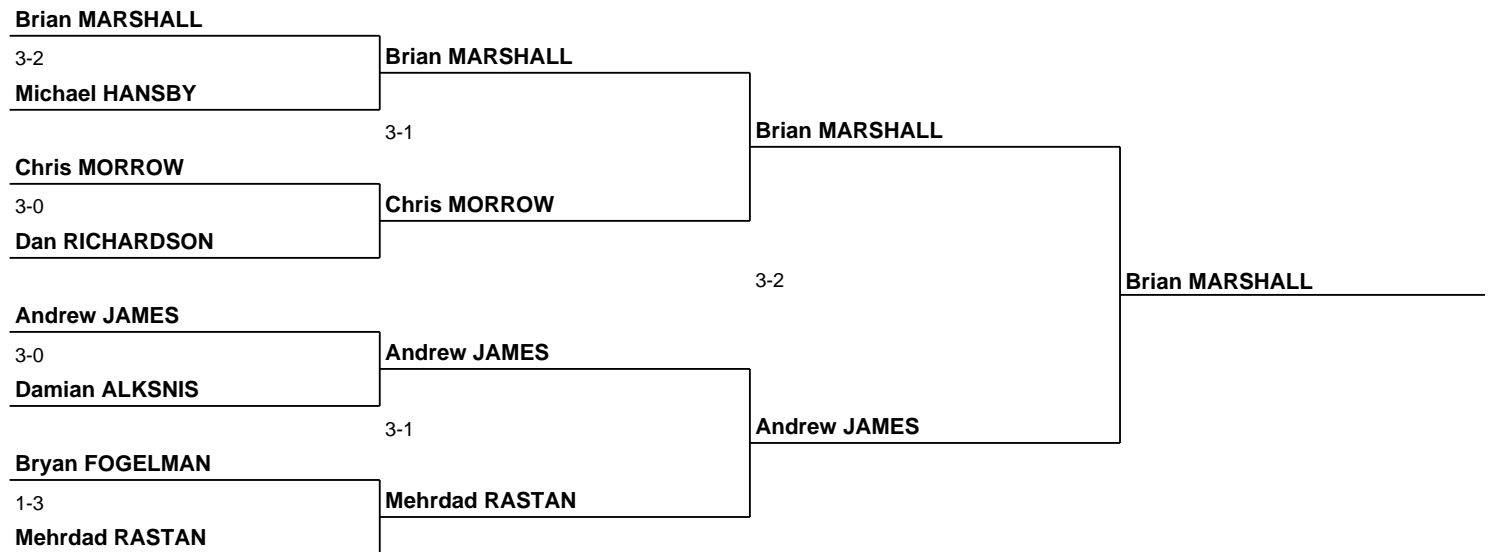 Brian MARSHALL
3-2
Brian MARSHALL
Michael HANSBY
3-1
Brian MARSHALL
Chris MORROW
3-0
Chris MORROW
Dan RICHARDSON
3-2
Brian MARSHALL
Andrew JAMES
3-0
Andrew JAMES
Damian ALKSNIS
3-1
Andrew JAMES
Bryan FOGELMAN
1-3
Mehrdad RASTAN
Mehrdad RASTAN